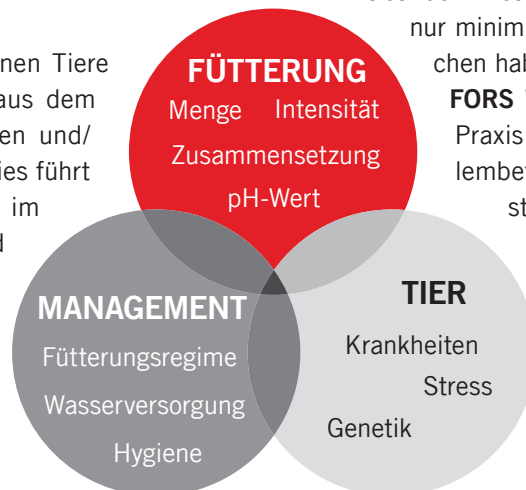 nur minim
nen Tiere
aus dem
en und/
ies führt
im
chen hab
FORS
Praxis
lembe
st
FÜTTERUNG
Menge Intensität
Zusammensetzung
pH-Wert
MANAGEMENT
Fütterungsregime
Wasserversorgung
Hygiene
TIER
Krankheiten
Stress
Genetik